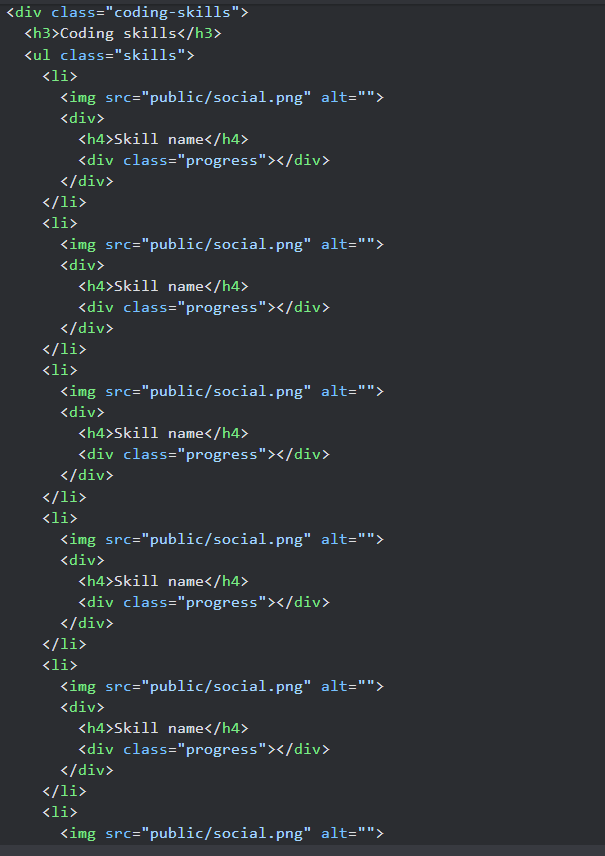 <div class="coding-skills">
<h3>Coding skills</h3>
<ul class="skills">
<li>
<img src="public/social.png" alt="">
<div>
<h4>Skill name</h4>
<div class="progress"></div>
</div>
</li>
<li>
<img src="public/social.png" alt="">
<div>
<h4>Skill name</h4>
<div class="progress"></div>
</div>
</li>
<li>
<img src="public/social.png" alt="">
<div>
<h4>Skill name</h4>
<div class="progress"></div>
</div>
</li>
<li>
<img src="public/social.png" alt="">
<div>
<h4>Skill name</h4>
<div class="progress"></div>
</div>
</li>
<li>
<img src="public/social.png" alt="">
<div>
<h4>Skill name</h4>
<div class="progress"></div>
</div>
</li>
<li>
<img src="public/social.png" alt="">